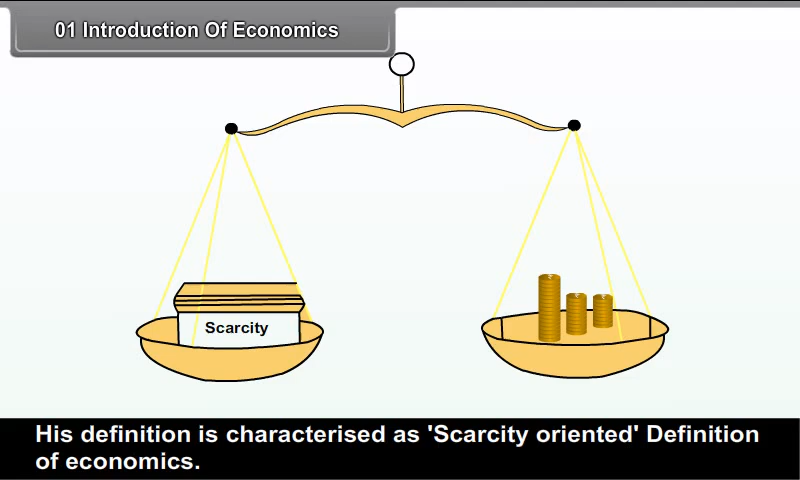 01 Introduction Of Economics
Scarcity
His definition is characterised as 'Scarcity oriented' Definition
of economics.